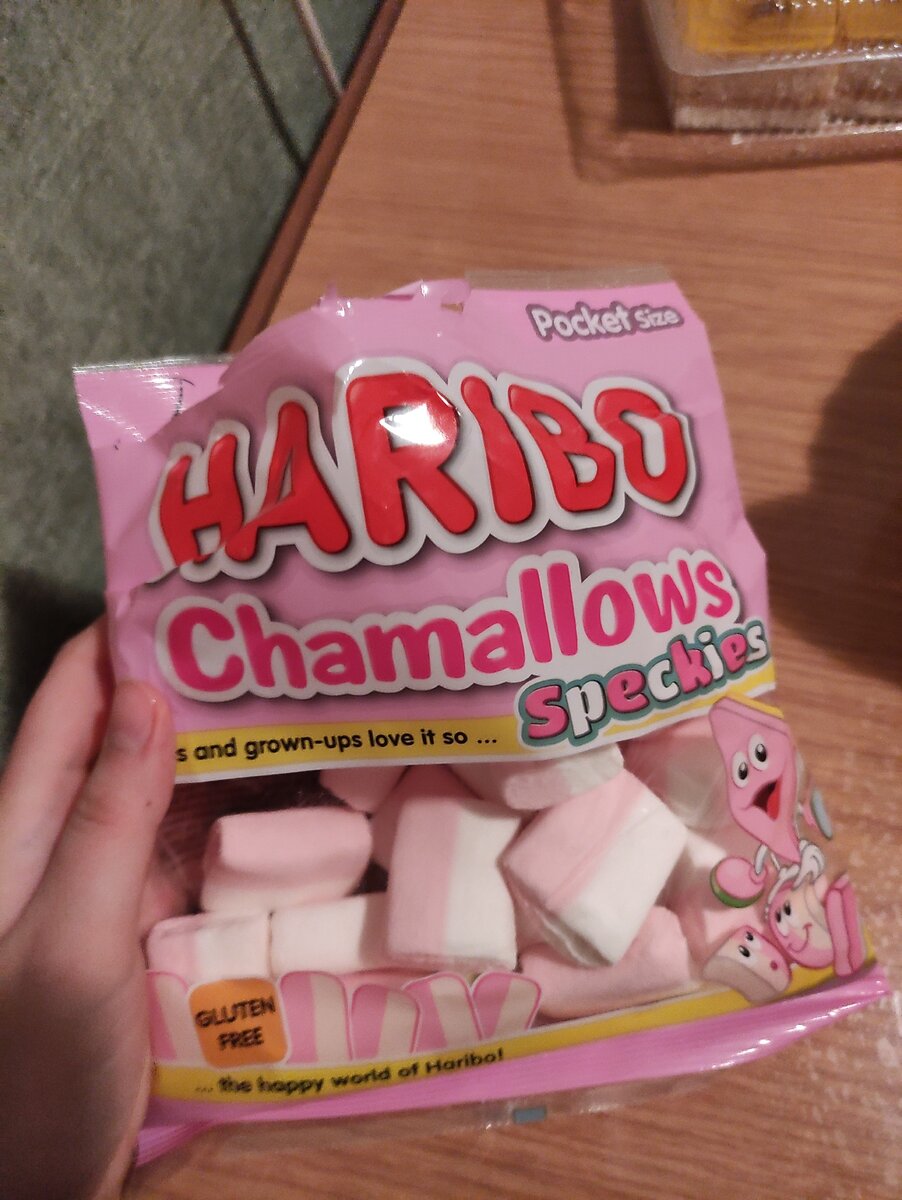 Pocket Size
HARIBO
Chamallows
Speckies
s and grown-ups love it so ...
GLUTEN
FREE
... the happy world of Haribo!